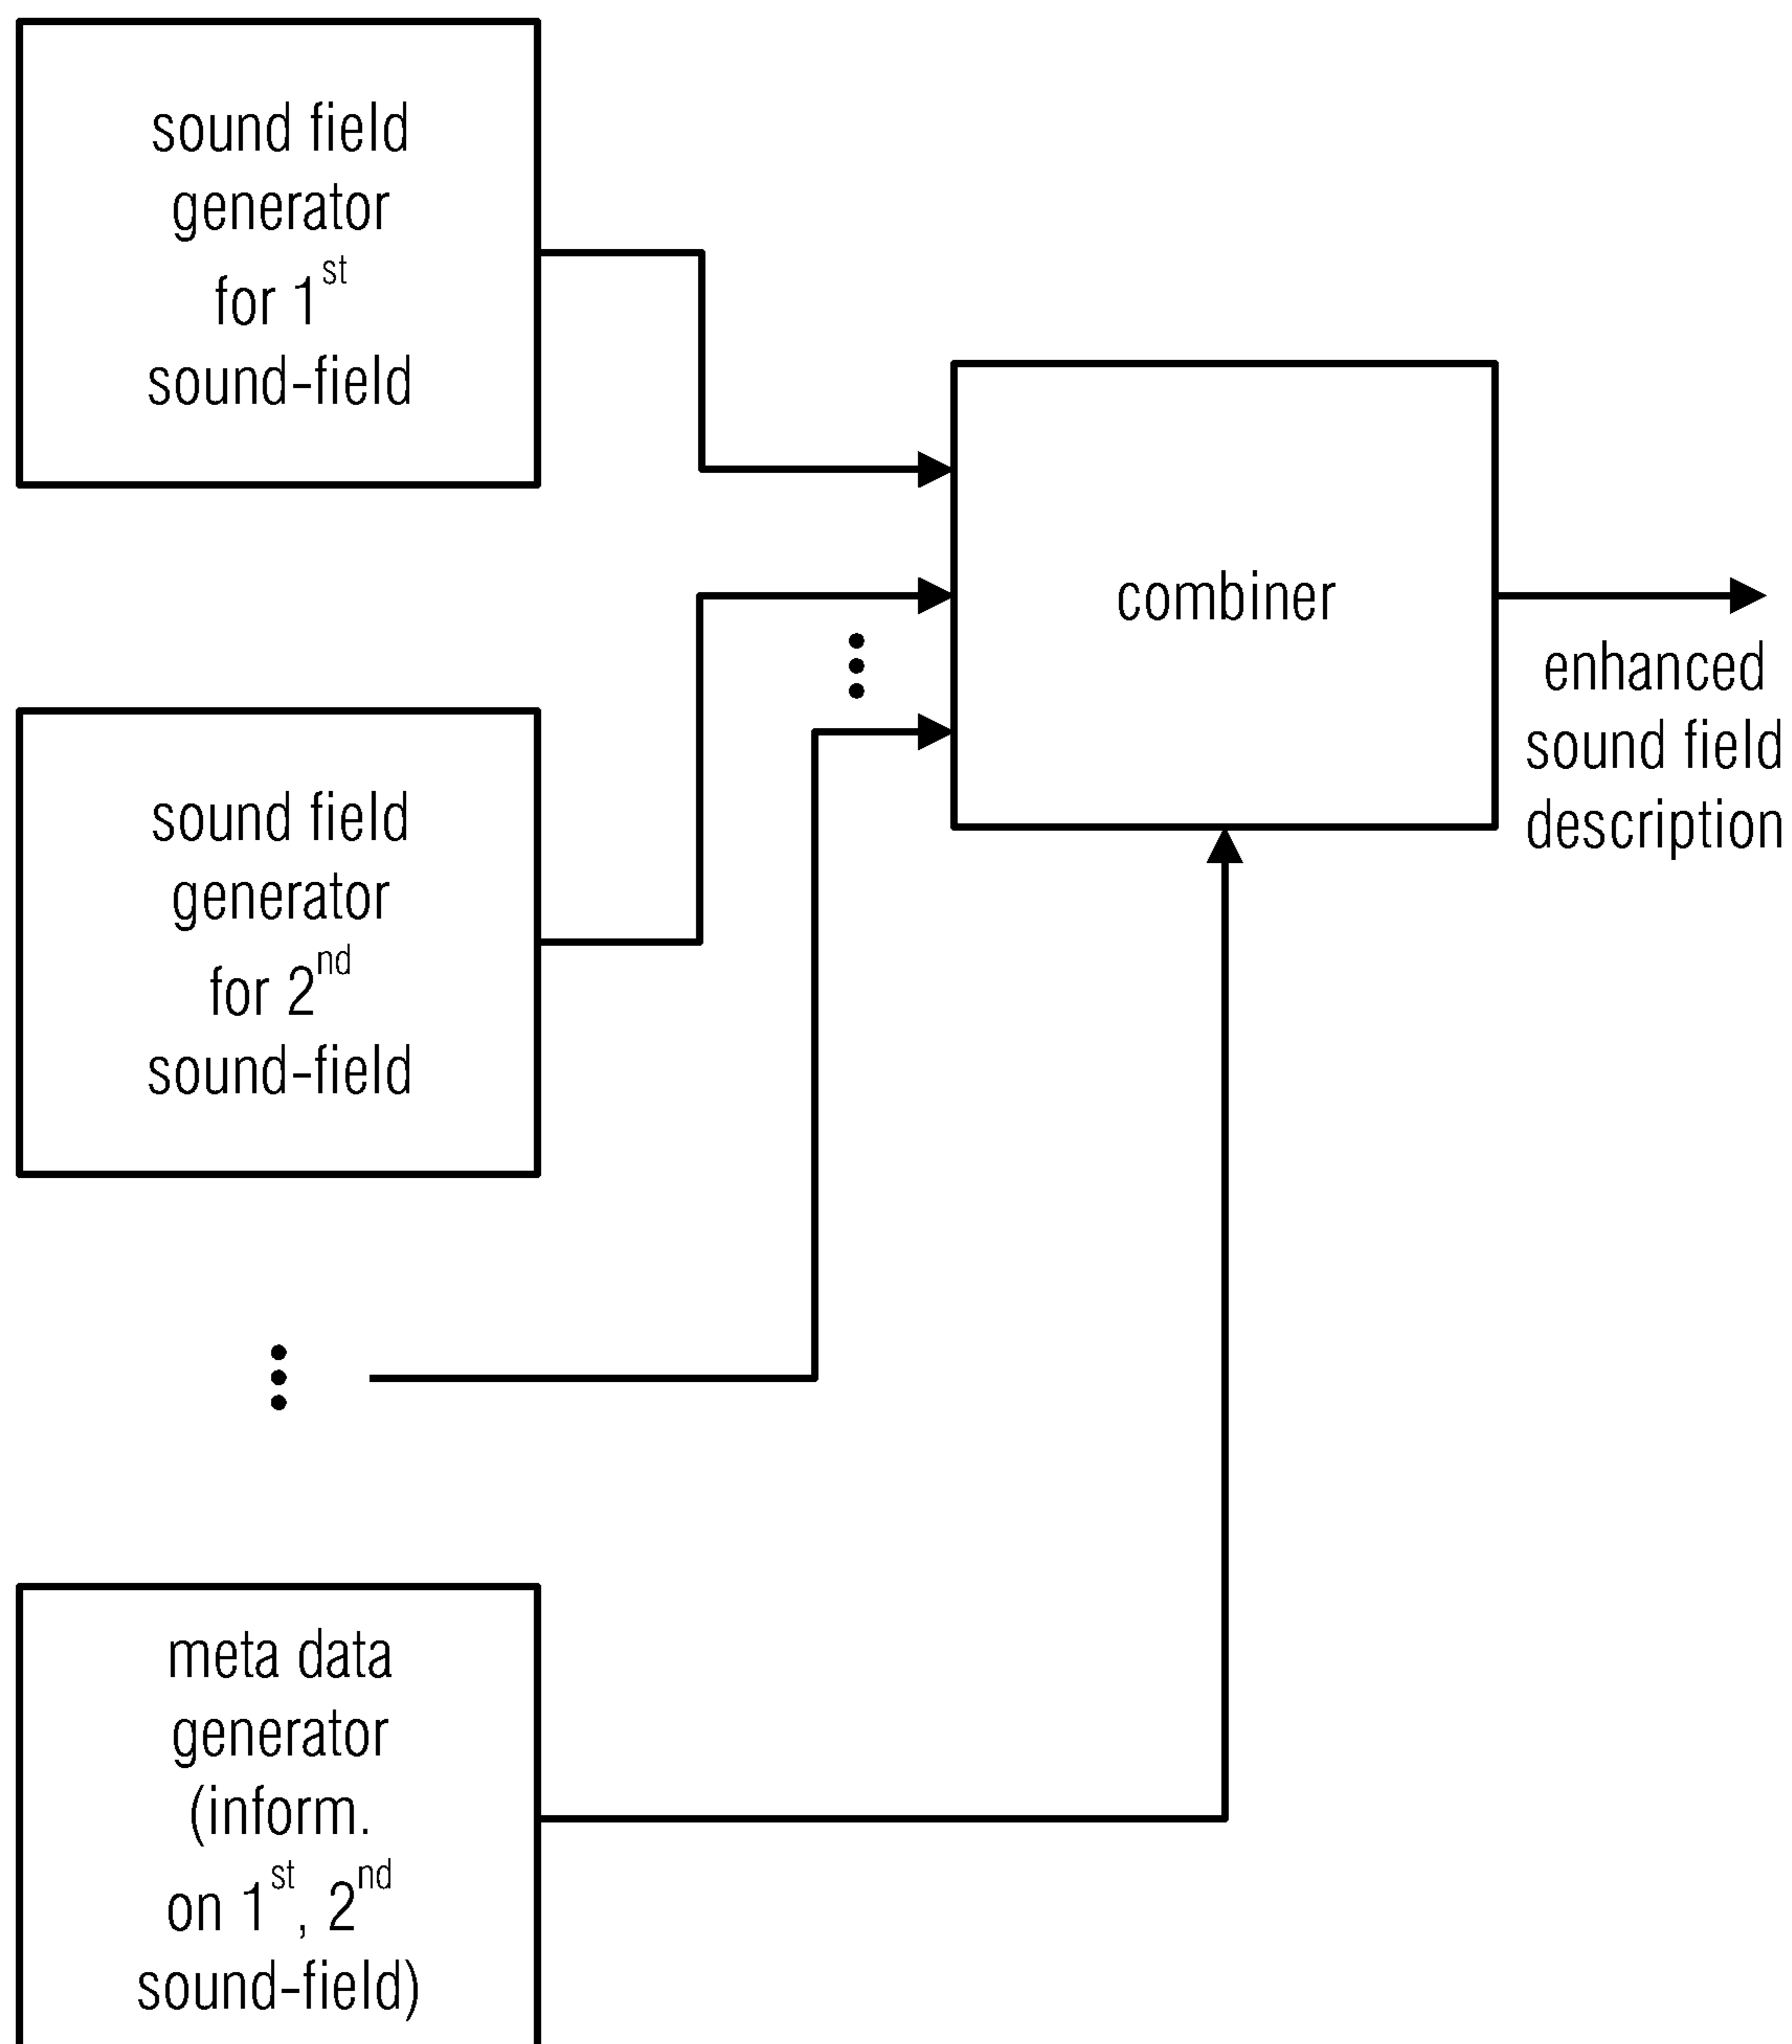 sound field
generator
for 1st
sound-field
combiner
enhanced
sound field
description
sound field
generator
for 2nd
sound-field
meta data
generator
(inform.
on 1st, 2nd
sound-field)